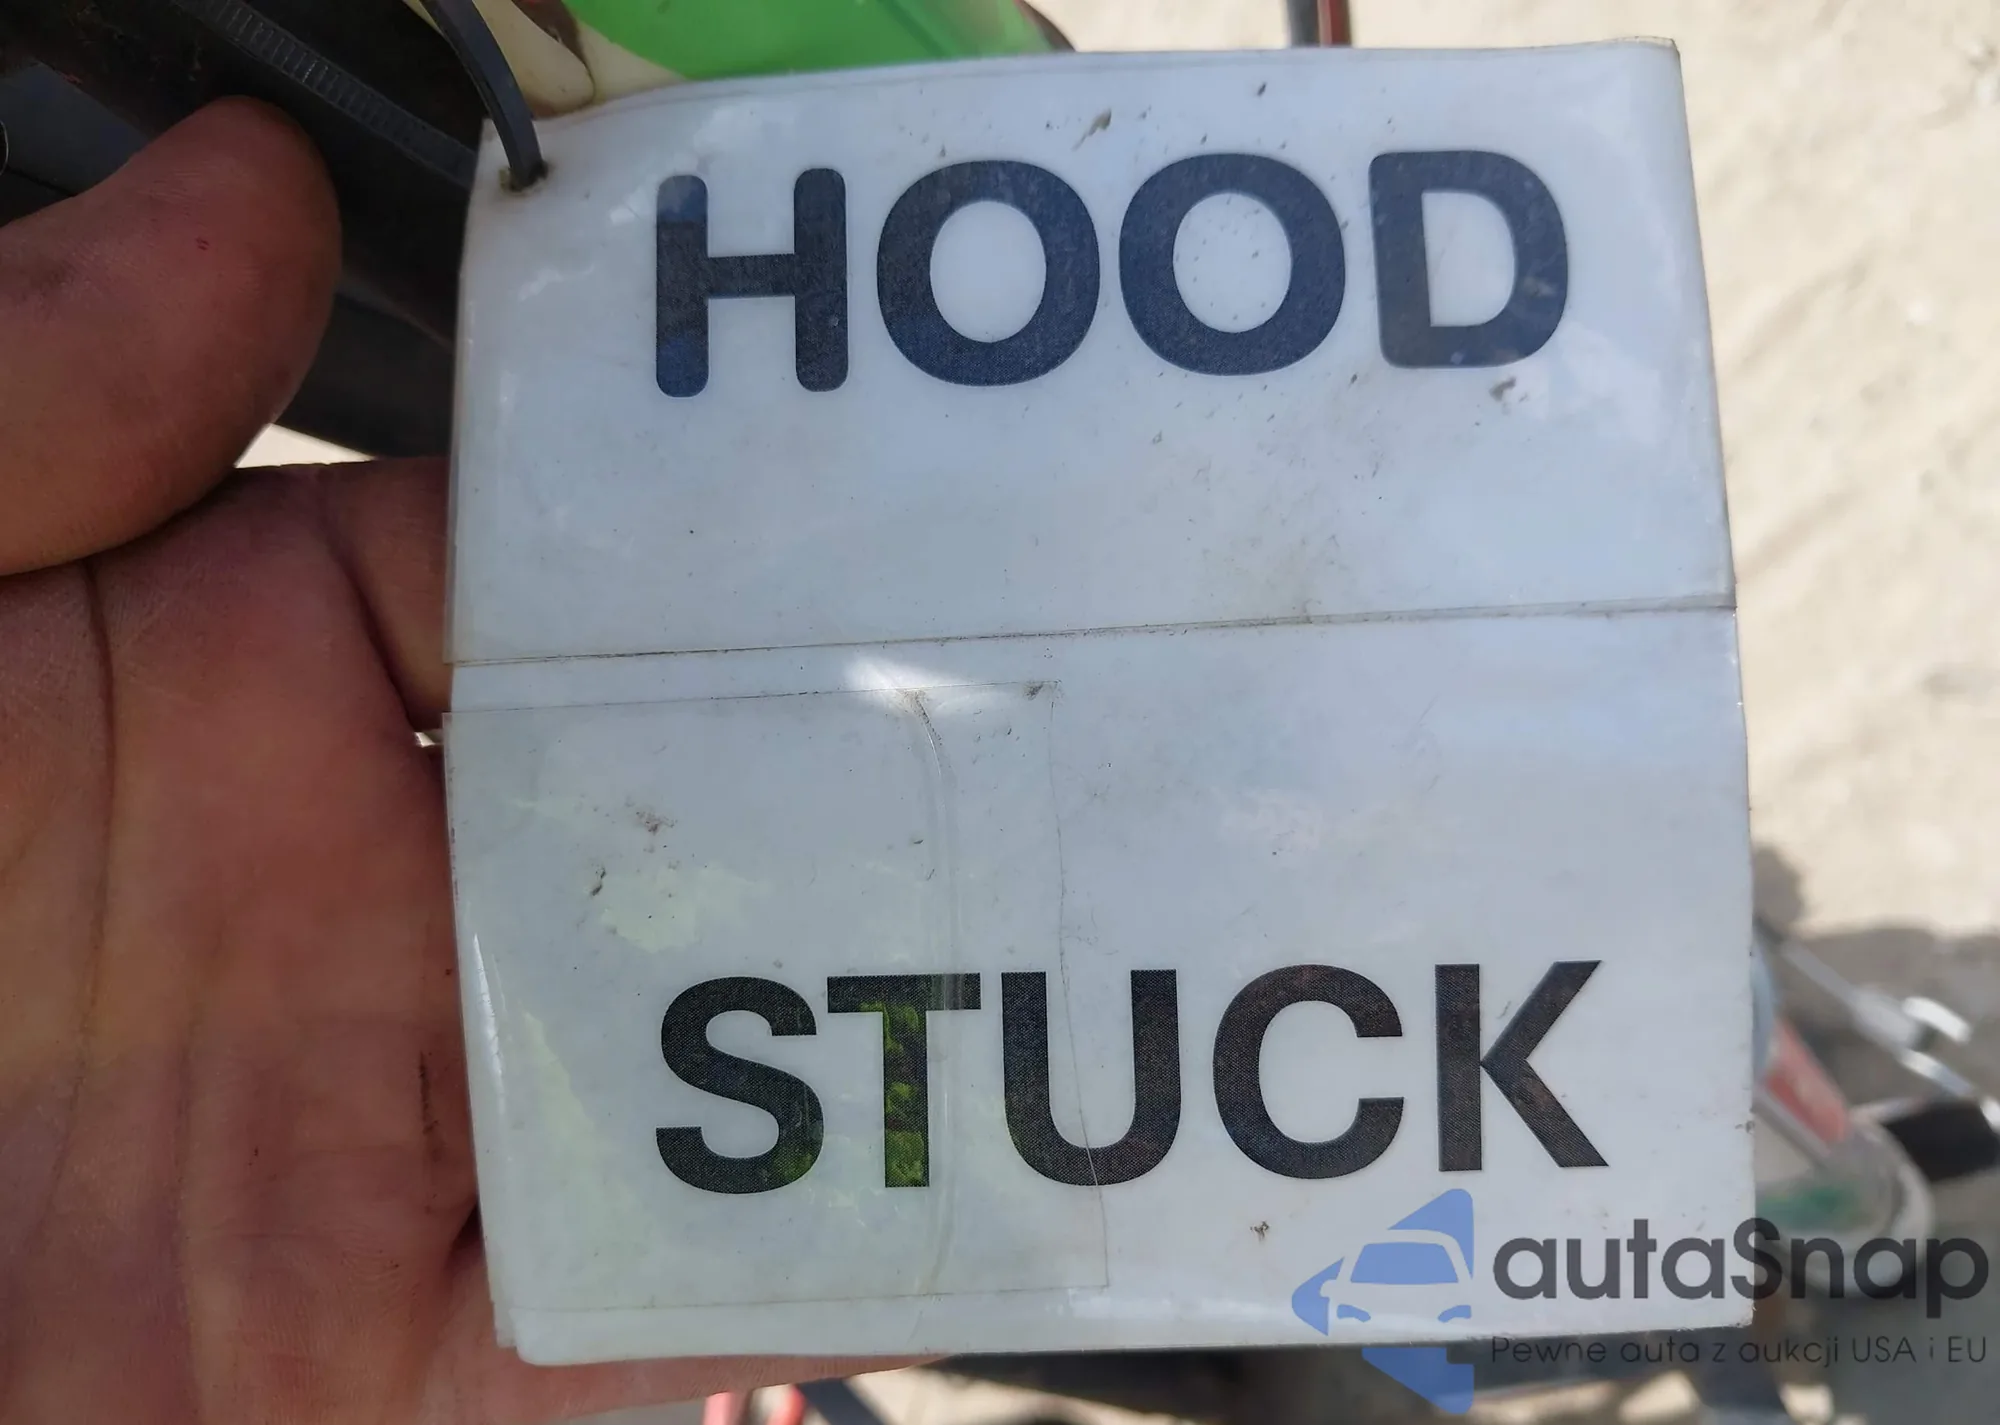 HOOD
STUCK
autaSnap
Pewne auta z aukcji USA i EU